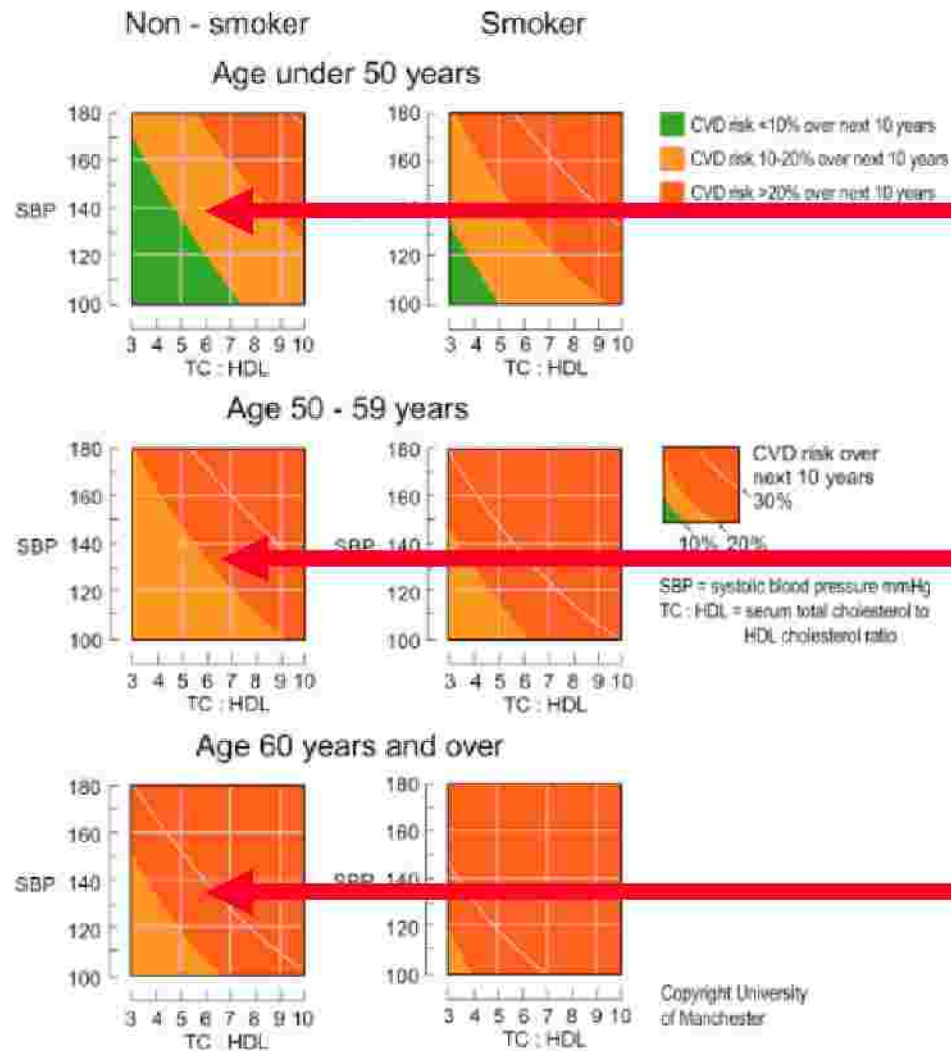 Non - smoker Smoker
Age under 50 years
180 180
160 160
SBP 140 140
120 120
100 100
3 4 5 6 7 8 9 10 3 4 5 6 7 8 9 10
TC : HDL TC : HDL
CVD risk <10% over next 10 years
CVD risk 10-20% over next 10 years
CVD risk >20% over next 10 years
Age 50 - 59 years
180 180
160 160
SBP 140 SBP 140
120 120
100 100
3 4 5 6 7 8 9 10 3 4 5 6 7 8 9 10
TC : HDL TC : HDL
CVD risk over
next 10 years
30%
10% 20%
SBP = systolic blood pressure mmHg
TC : HDL = serum total cholesterol to
HDL cholesterol ratio
Age 60 years and over
180 180
160 160
SBP 140 SBP 140
120 120
100 100
3 4 5 6 7 8 9 10 3 4 5 6 7 8 9 10
TC : HDL TC : HDL
Copyright University
of Manchester